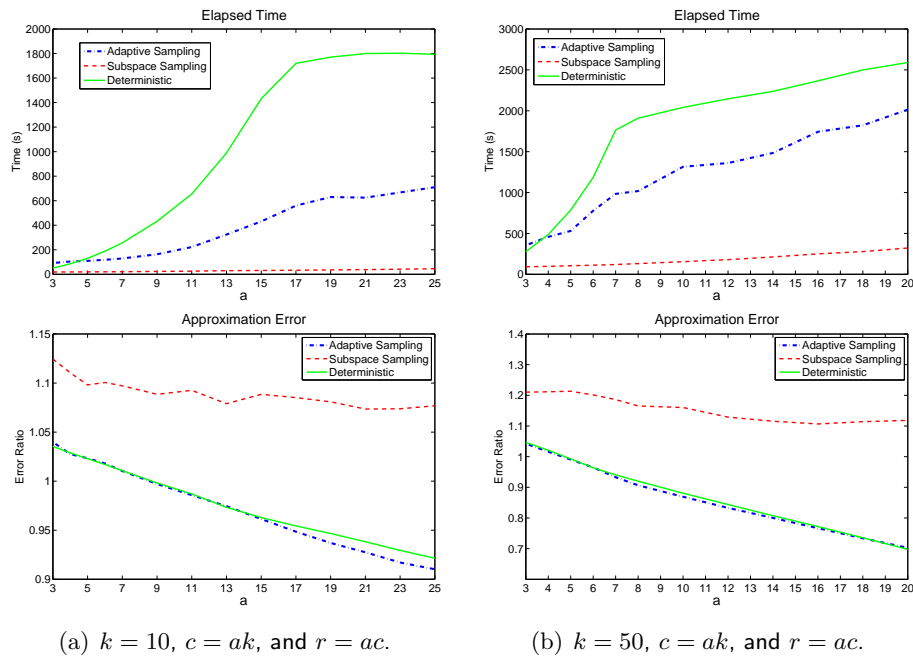 Elapsed Time
2000
1800
1600
1400
1200
1000
800
600
400
200
0
Time (s)
Adaptive Sampling
Subspace Sampling
Deterministic
3 5 7 9 11 13 15 17 19 21 23 25
a
Elapsed Time
3000
2500
2000
1500
1000
500
0
Time (s)
Adaptive Sampling
Subspace Sampling
Deterministic
3 4 5 6 7 8 9 10 11 12 13 14 15 16 17 18 19 20
a
Approximation Error
1.15
1.1
1.05
1
0.95
0.9
Error Ratio
Adaptive Sampling
Subspace Sampling
Deterministic
3 5 7 9 11 13 15 17 19 21 23 25
a
Approximation Error
1.4
1.3
1.2
1.1
1
0.9
0.8
0.7
Error Ratio
Adaptive Sampling
Subspace Sampling
Deterministic
3 4 5 6 7 8 9 10 11 12 13 14 15 16 17 18 19 20
a
(a) k = 10, c = ak, and r = ac.
(b) k = 50, c = ak, and r = ac.